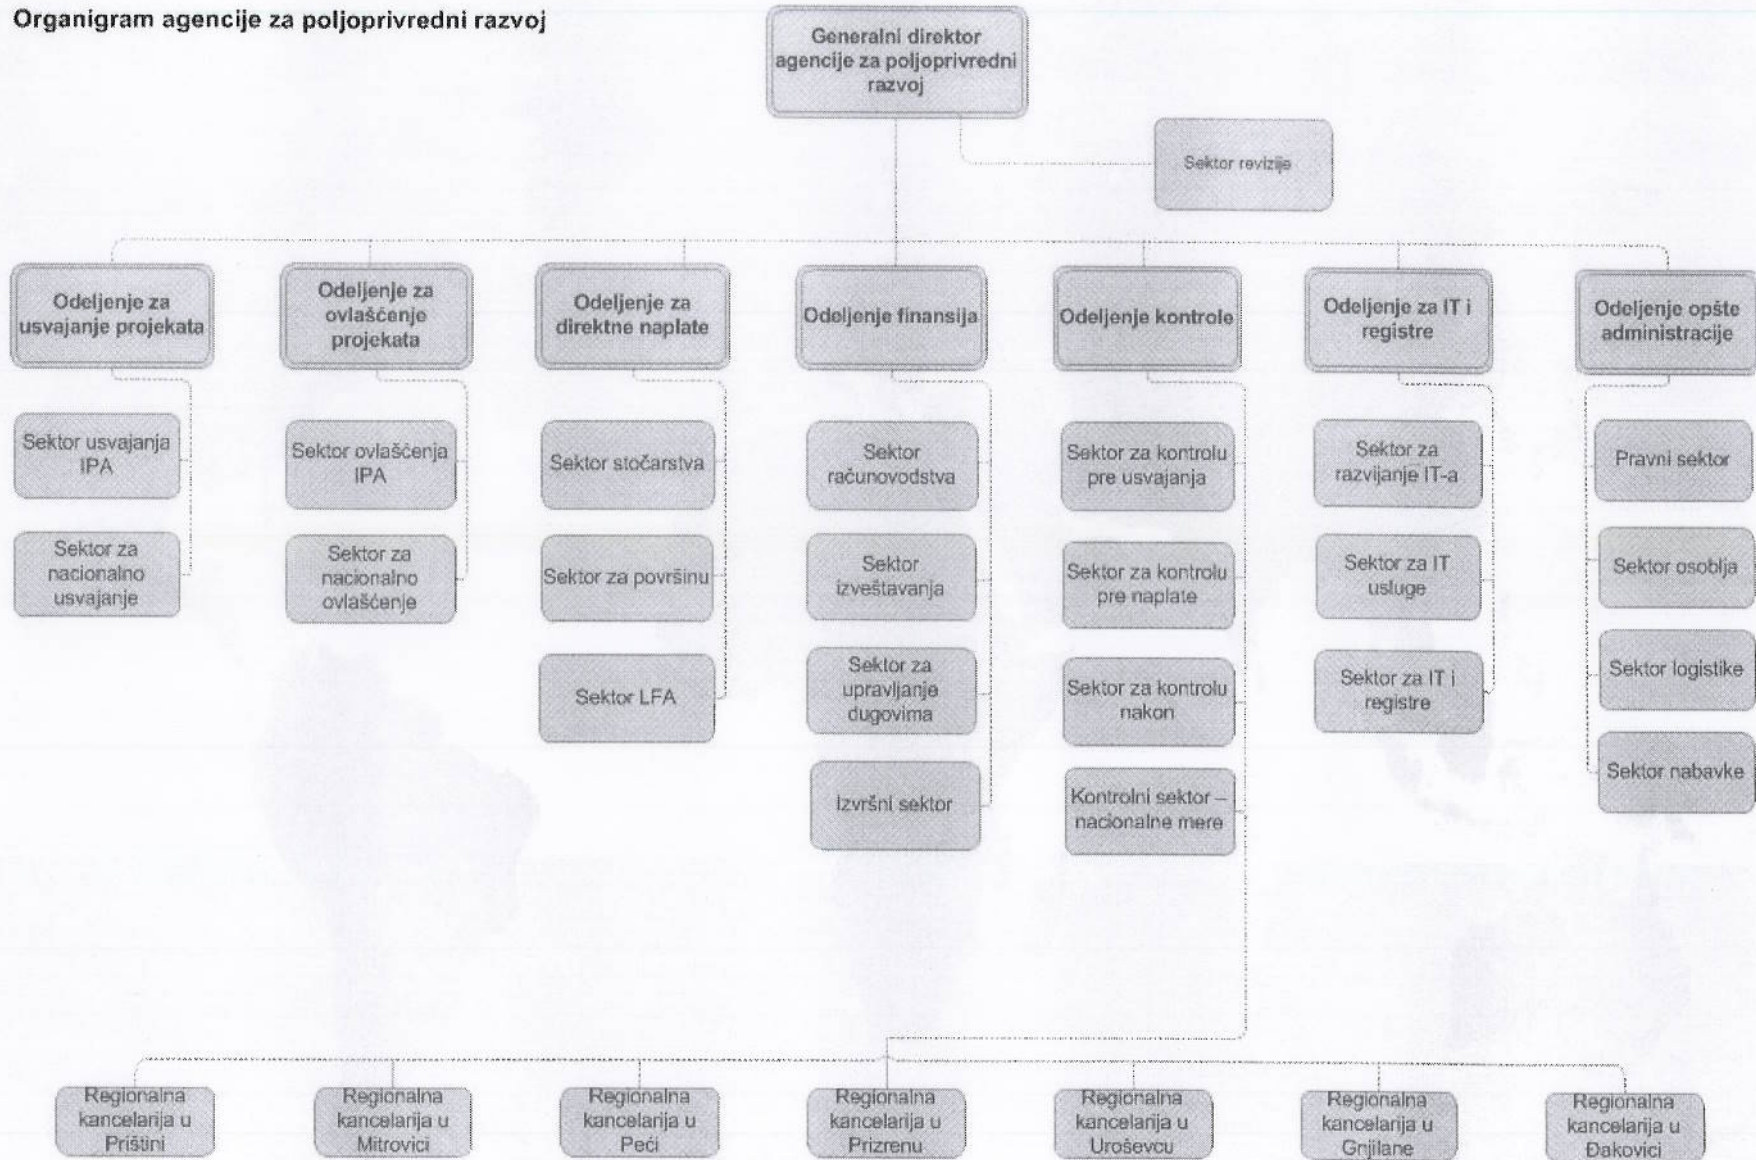 Organigram agencije za poljoprivredni razvoj
Generalni direktor
agencije za poljoprivredni
razvoj
Sektor revizije
Odeljenje za
usvajanje projekata
Odeljenje za
ovlašćenje
projekata
Odeljenje za
direktne naplate
Odeljenje finansija
Odeljenje kontrole
Odeljenje za IT i
registre
Odeljenje opšte
administracije
Sektor usvajanja
IPA
Sektor za
nacionalno
usvajanje
Sektor ovlašćenja
IPA
Sektor za
nacionalno
ovlašćenje
Sektor stočarstva
Sektor za površinu
Sektor LFA
Sektor
računovodstva
Sektor
izveštavanja
Sektor za
upravljanje
dugovima
Izvršni sektor
Sektor za kontrolu
pre usvajanja
Sektor za kontrolu
pre naplate
Sektor za kontrolu
nakon
Kontrolni sektor –
nacionalne mere
Sektor za
razvijanje IT-a
Sektor za IT
usluge
Sektor za IT i
registre
Pravni sektor
Sektor osoblja
Sektor logistike
Sektor nabavke
Regionalna
kancelarija u
Prištini
Regionalna
kancelarija u
Mitrovici
Regionalna
kancelarija u
Peći
Regionalna
kancelarija u
Prizrenu
Regionalna
kancelarija u
Uroševcu
Regionalna
kancelarija u
Gnjilane
Regionalna
kancelarija u
Đakovici